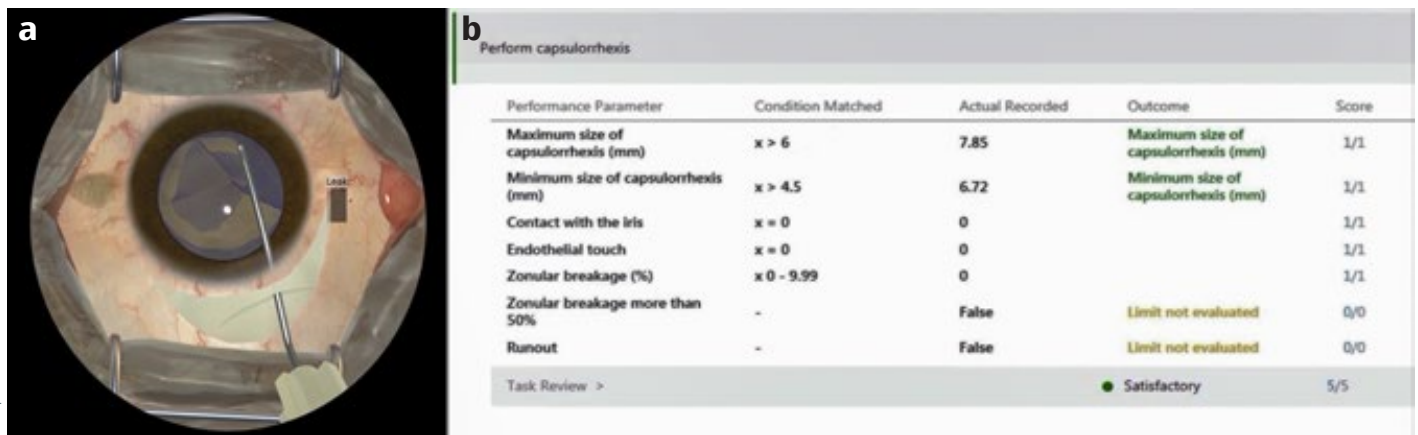 a
Leak:
b
Perform capsulorrhexis
Performance Parameter Condition Matched Actual Recorded Outcome Score
Maximum size of
capsulorrhexis (mm) x > 6 7.85 Maximum size of
capsulorrhexis (mm) 1/1
Minimum size of capsulorrhexis
(mm) x > 4.5 6.72 Minimum size of
capsulorrhexis (mm) 1/1
Contact with the iris x = 0 0 1/1
Endothelial touch x = 0 0 1/1
Zonular breakage (%) x 0 - 9.99 0 1/1
Zonular breakage more than
50% - False Limit not evaluated 0/0
Runout - False Limit not evaluated 0/0
Task Review > Satisfactory 5/5